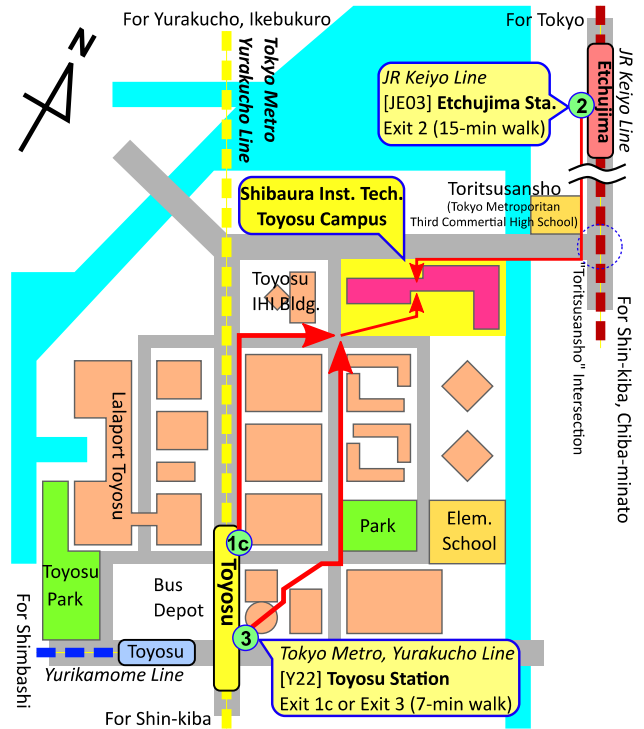 For Yurakucho, Ikebukuro
For Tokyo
N
Tokyo Metro
Yurakucho Line
JR Keiyo Line
[JE03] Etchujima Sta.
Exit 2 (15-min walk)
2
Etchujima
JR Keiyo Line
Shibaura Inst. Tech.
Toyosu Campus
Toritsusansho
(Tokyo Metroporitan
Third Commertial High School)
Toyosu
IHI Bldg.
"Toritsusansho" Intersection
For Shin-kiba, Chiba-minato
Lalaport Toyosu
Park
Elem.
School
1c
Toyosu
Toyosu
Park
Bus
Depot
3
For Shimbashi
Toyosu
Yurikamome Line
Tokyo Metro, Yurakucho Line
[Y22] Toyosu Station
Exit 1c or Exit 3 (7-min walk)
For Shin-kiba